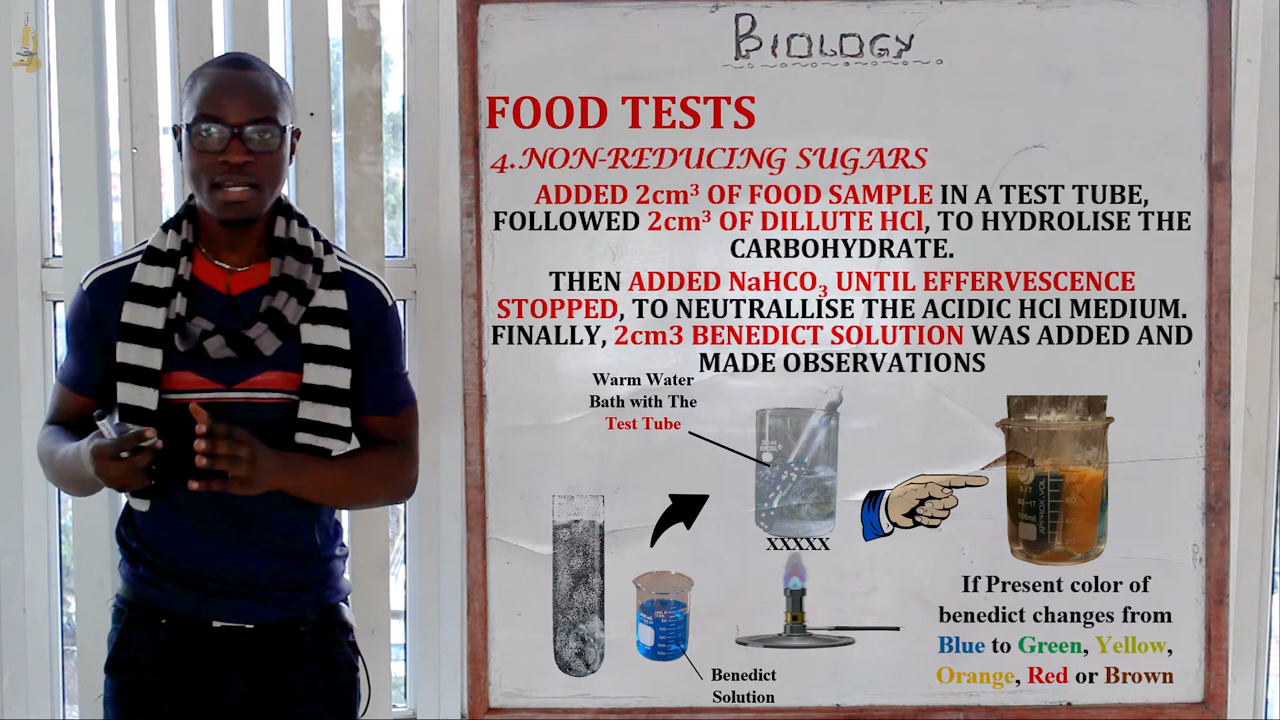 BIOLOGY
FOOD TESTS
4.NON-REDUCING SUGARS
ADDED 2cm³ OF FOOD SAMPLE IN A TEST TUBE,
FOLLOWED 2cm³ OF DILLUTE HCl, TO HYDROLISE THE
CARBOHYDRATE.
THEN ADDED NaHCO₃ UNTIL EFFERVESCENCE
STOPPED, TO NEUTRALLISE THE ACIDIC HCl MEDIUM.
FINALLY, 2cm3 BENEDICT SOLUTION WAS ADDED AND
MADE OBSERVATIONS
Warm Water
Bath with The
Test Tube
XXXXX
Benedict
Solution
APPROX.VOL
If Present color of
benedict changes from
Blue to Green, Yellow,
Orange, Red or Brown